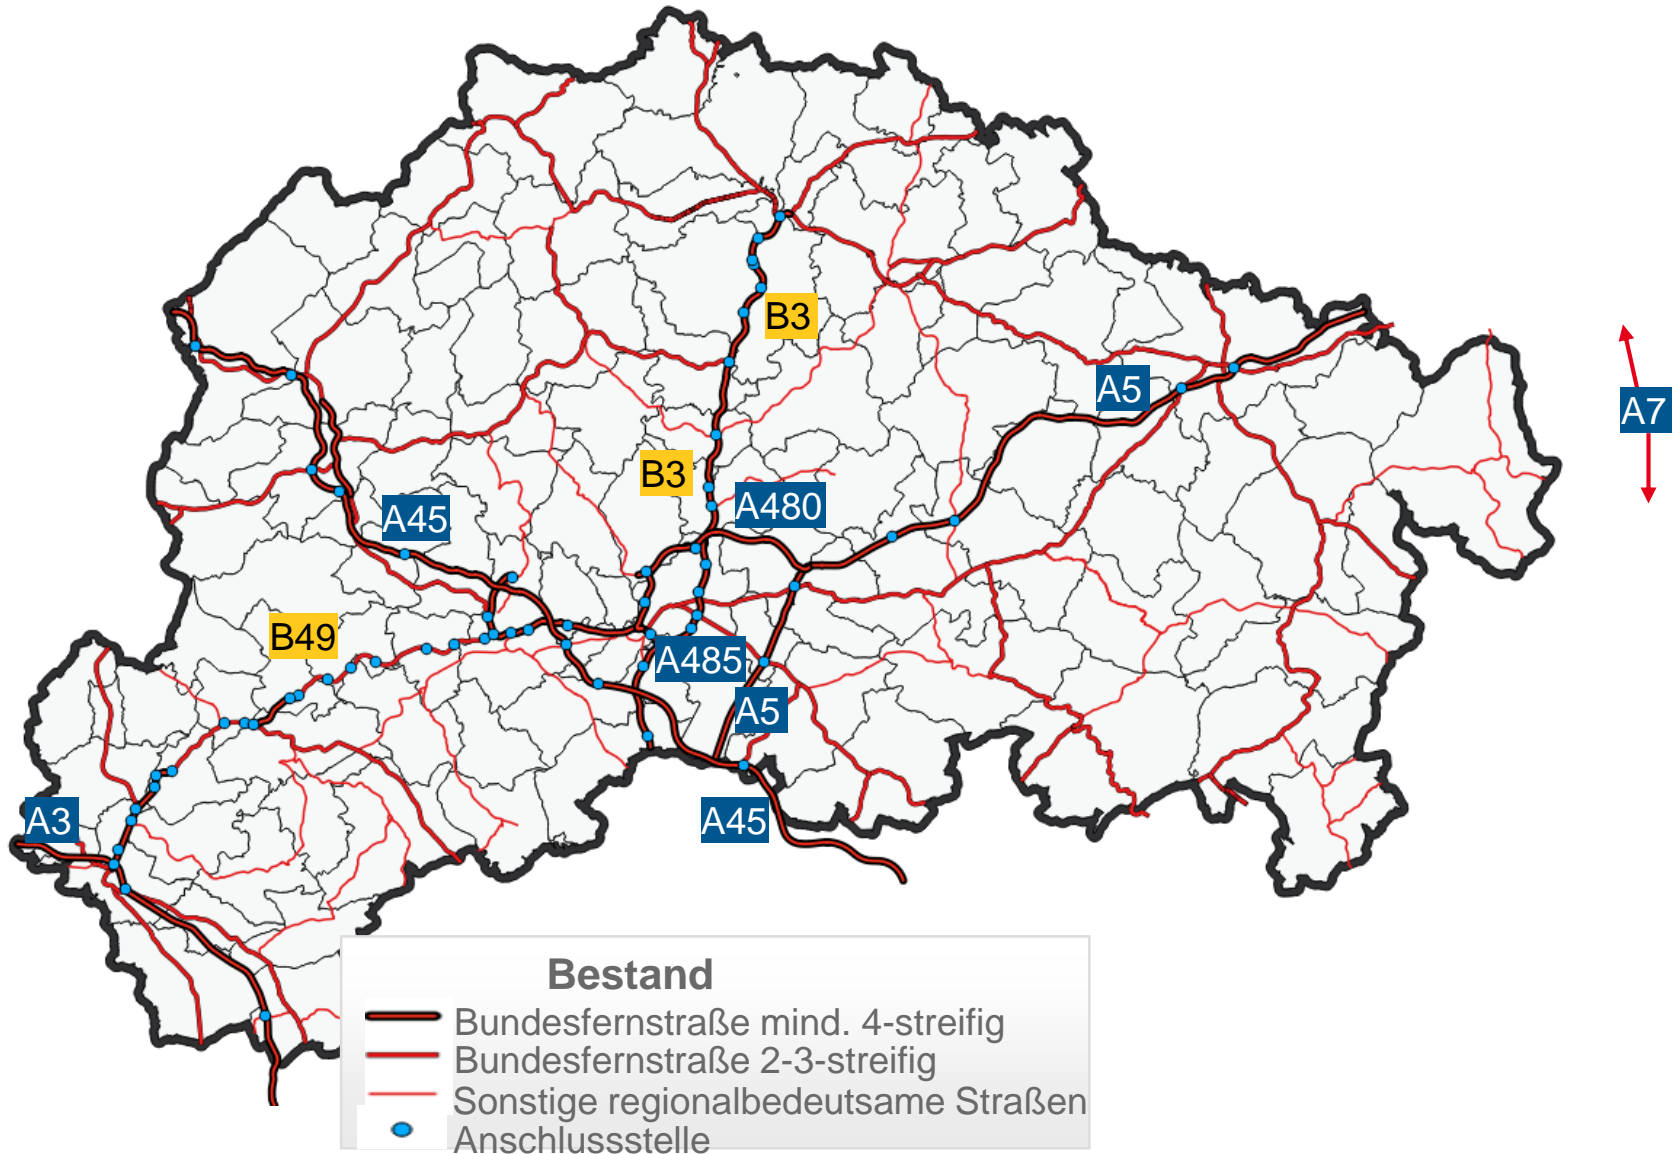 B3
A5
A7
B3
A480
A45
B49
A485
A5
A3
A45
Bestand
Bundesfernstraße mind. 4-streifig
Bundesfernstraße 2-3-streifig
Sonstige regionalbedeutsame Straßen
Anschlussstelle